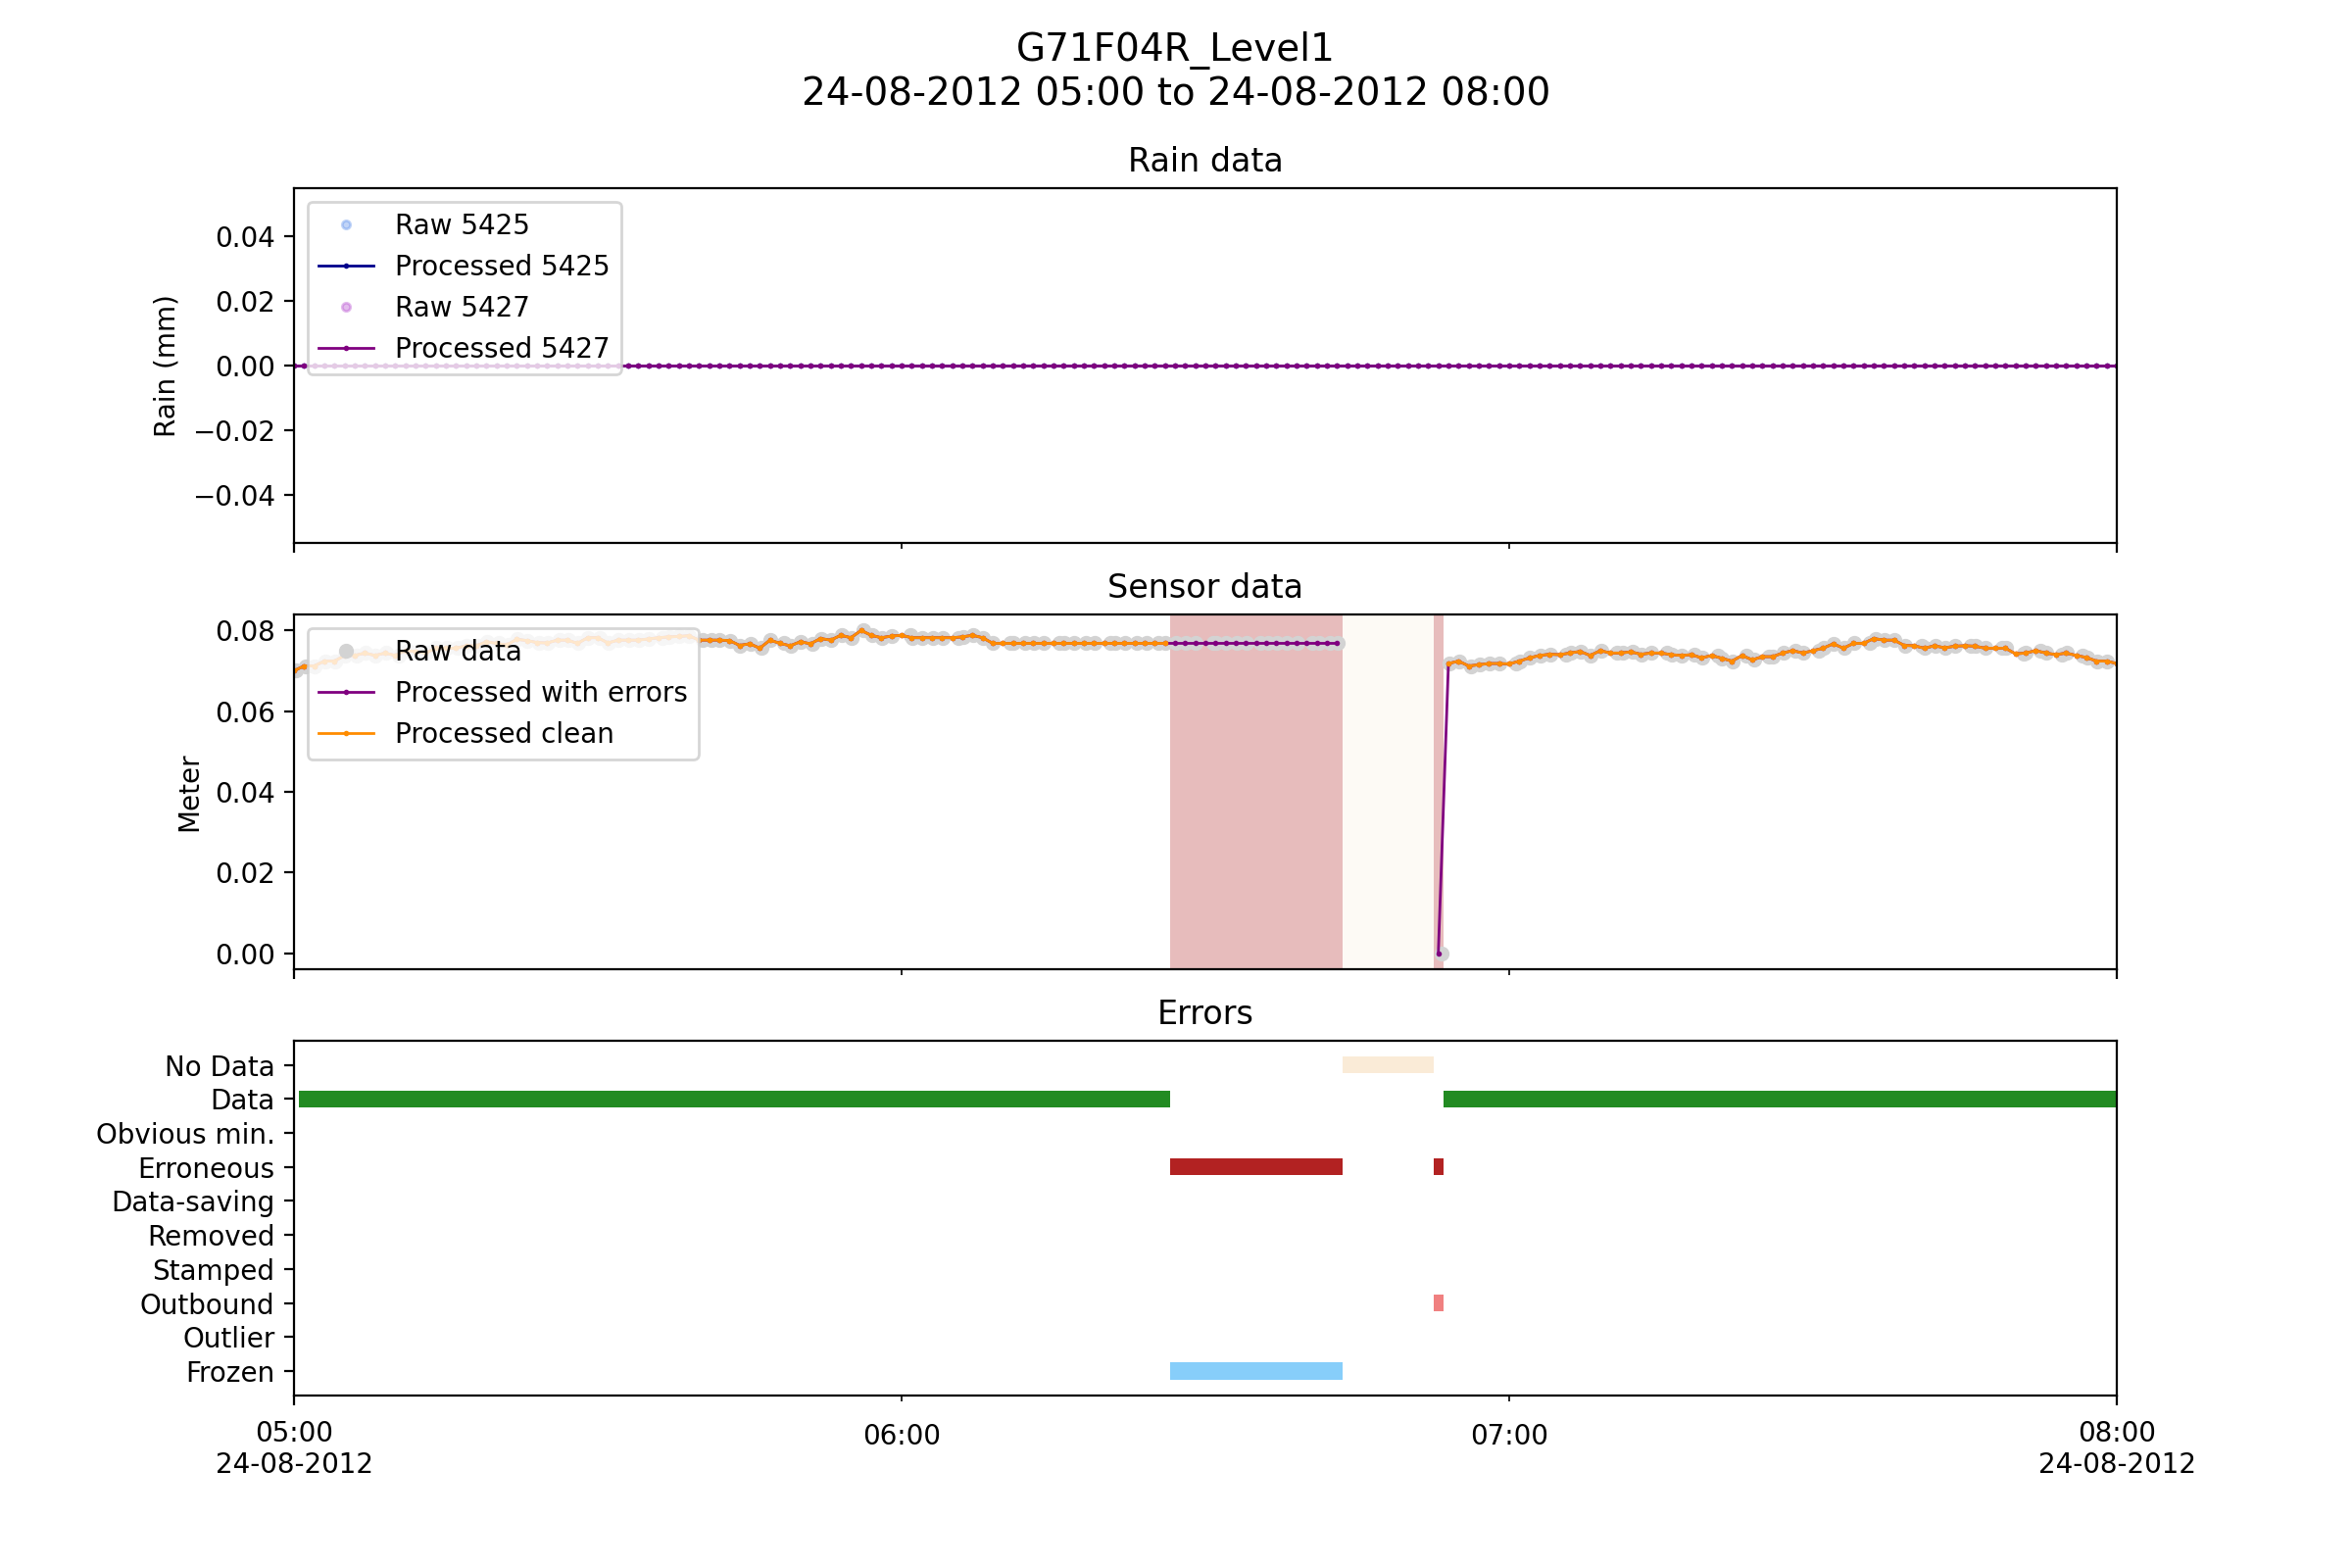 G71F04R_Level1
24-08-2012 05:00 to 24-08-2012 08:00
Rain data
Rain (mm)
0.04
0.02
0.00
−0.02
−0.04
Raw 5425
Processed 5425
Raw 5427
Processed 5427
Sensor data
Meter
0.08
0.06
0.04
0.02
0.00
Raw data
Processed with errors
Processed clean
Errors
No Data
Data
Obvious min.
Erroneous
Data-saving
Removed
Stamped
Outbound
Outlier
Frozen
05:00
24-08-2012
06:00
07:00
08:00
24-08-2012